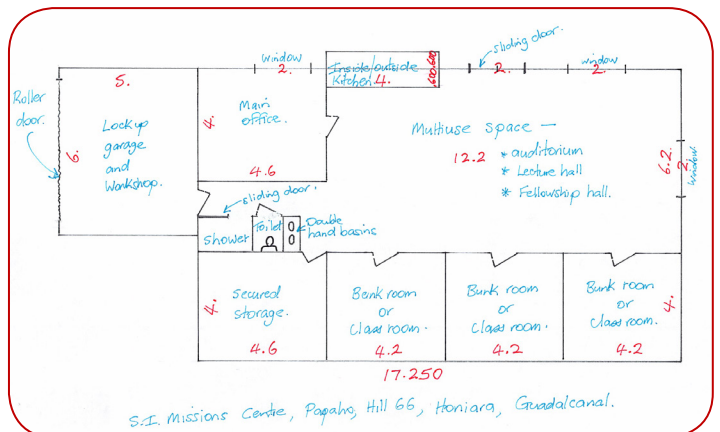 window
2.
Inside/outside
Kitchen 4.
600.600
sliding door.
2.
window
2.
5.
Roller
door.
6.
Lockup
garage
and
Workshop.
4.
Main
office.
4.6
Multiuse space —
12.2
* auditorium
* Lecture hall
* Fellowship hall.
6.2.
2.
window
sliding door.
Shower
Toilet
Double
hand basins
4.
Secured
storage.
4.6
Bunk room
or
Class room.
4.2
Bunk room
or
Class room.
4.2
Bunk room
or
Class room.
4.
4.2
17.250
S.I. Missions Centre, Papaho, Hill 66, Honiara, Guadalcanal.